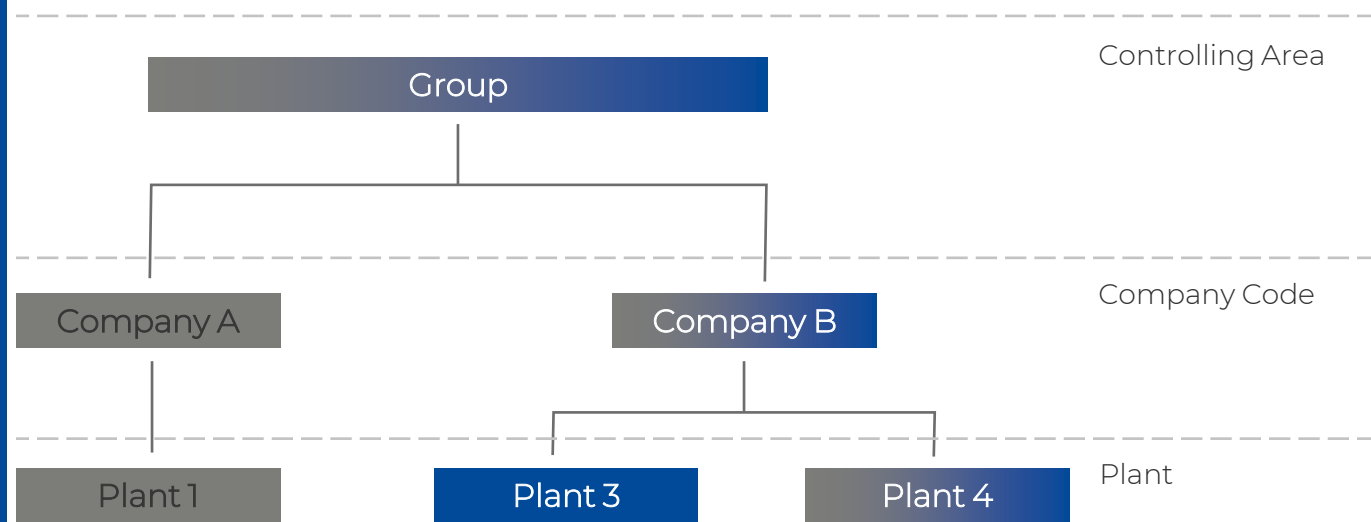 Controlling Area
Group
Company Code
Company A
Company B
Plant
Plant 1
Plant 3
Plant 4